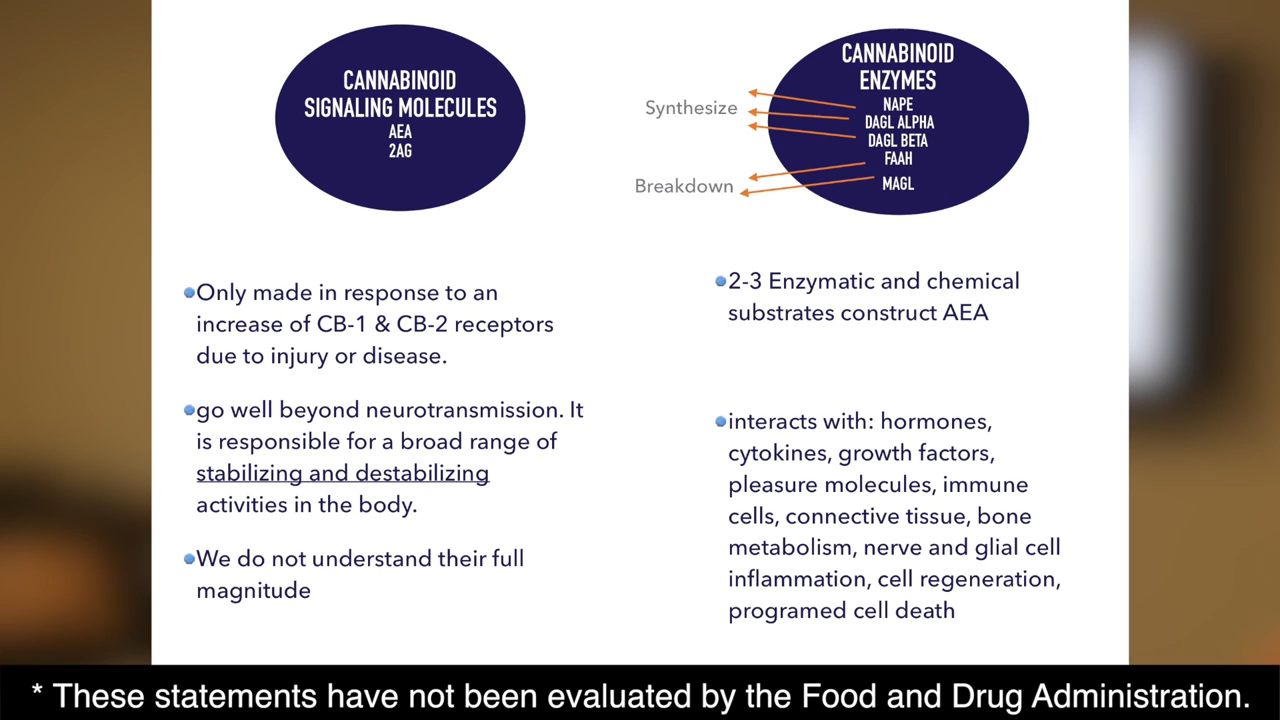 CANNABINOID
SIGNALING MOLECULES
AEA
2AG
CANNABINOID
ENZYMES
NAPE
DAGL ALPHA
DAGL BETA
FAAH
MAGL
Synthesize
Breakdown
Only made in response to an
increase of CB-1 & CB-2 receptors
due to injury or disease.
go well beyond neurotransmission. It
is responsible for a broad range of
stabilizing and destabilizing
activities in the body.
We do not understand their full
magnitude
2-3 Enzymatic and chemical
substrates construct AEA
interacts with: hormones,
cytokines, growth factors,
pleasure molecules, immune
cells, connective tissue, bone
metabolism, nerve and glial cell
inflammation, cell regeneration,
programed cell death
* These statements have not been evaluated by the Food and Drug Administration.